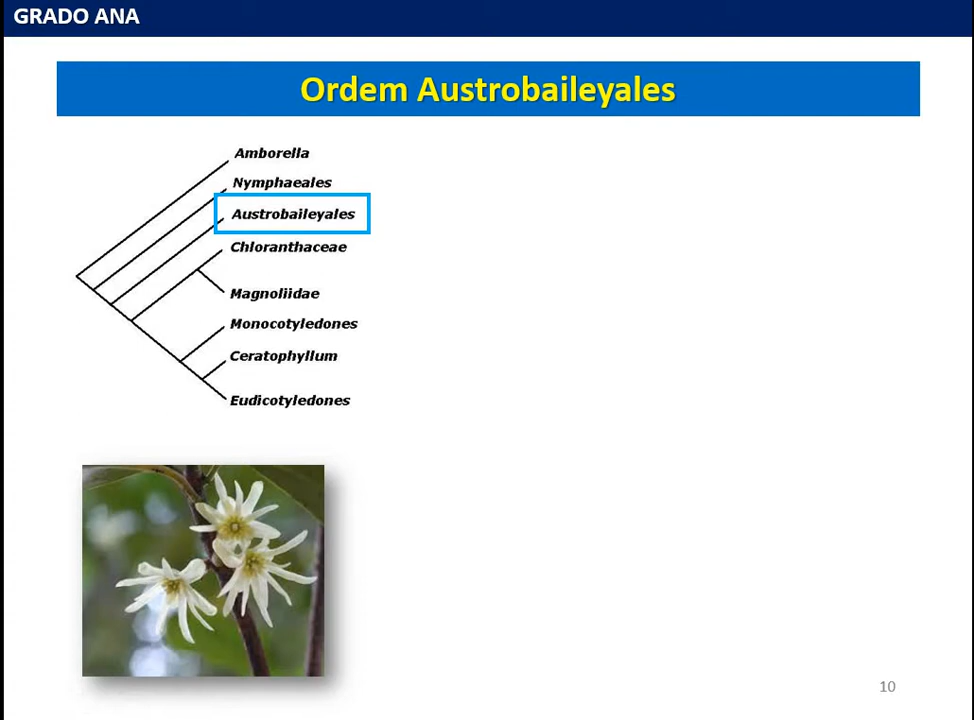 GRADO ANA
Ordem Austrobaileyales
Amborella
Nymphaeales
Austrobaileyales
Chloranthaceae
Magnoliidae
Monocotyledones
Ceratophyllum
Eudicotyledones
10